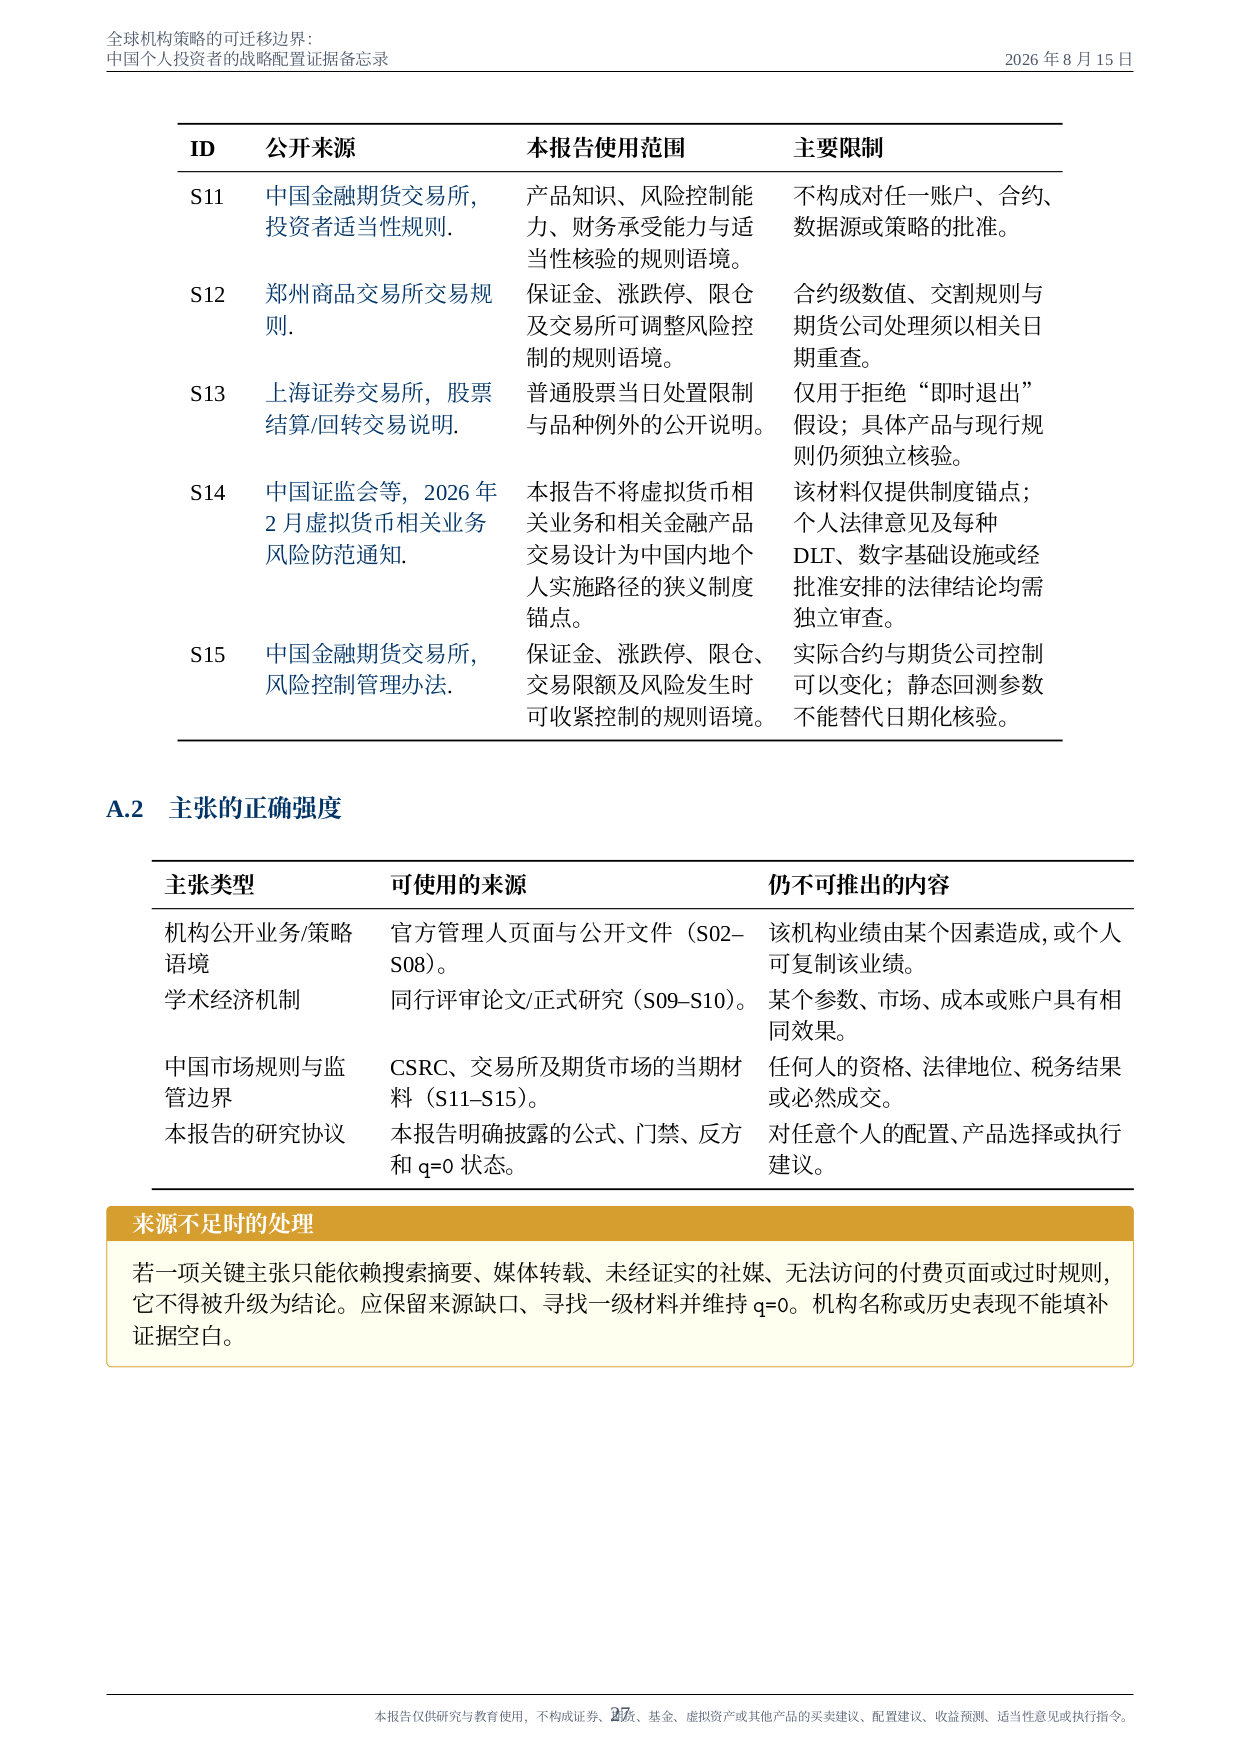 全球机构策略的可迁移边界：
中国个人投资者的战略配置证据备忘录
2026 年 8 月 15 日
ID 公开来源 本报告使用范围 主要限制
S11 中国金融期货交易所， 产品知识、风险控制能 不构成对任一账户、合约、
投资者适当性规则. 力、财务承受能力与适 数据源或策略的批准。
当性核验的规则语境。
S12 郑州商品交易所交易规 保证金、涨跌停、限仓 合约级数值、交割规则与
则. 及交易所可调整风险控 期货公司处理须以相关日
制的规则语境。 期重查。
S13 上海证券交易所，股票 普通股票当日处置限制 仅用于拒绝“即时退出”
结算/回转交易说明. 与品种例外的公开说明。 假设；具体产品与现行规
则仍须独立核验。
S14 中国证监会等，2026 年 本报告不将虚拟货币相 该材料仅提供制度锚点；
2 月虚拟货币相关业务 关业务和相关金融产品 个人法律意见及每种
风险防范通知. 交易设计为中国内地个 DLT、数字基础设施或经
人实施路径的狭义制度 批准安排的法律结论均需
锚点。 独立审查。
S15 中国金融期货交易所， 保证金、涨跌停、限仓、 实际合约与期货公司控制
风险控制管理办法. 交易限额及风险发生时 可以变化；静态回测参数
可收紧控制的规则语境。 不能替代日期化核验。
A.2 主张的正确强度
主张类型 可使用的来源 仍不可推出的内容
机构公开业务/策略 官方管理人页面与公开文件（S02– 该机构业绩由某个因素造成，或个人
语境 S08）。 可复制该业绩。
学术经济机制 同行评审论文/正式研究（S09–S10）。 某个参数、市场、成本或账户具有相
同效果。
中国市场规则与监 CSRC、交易所及期货市场的当期材 任何人的资格、法律地位、税务结果
管边界 料（S11–S15）。 或必然成交。
本报告的研究协议 本报告明确披露的公式、门禁、反方 对任意个人的配置、产品选择或执行
和 q=0 状态。 建议。
来源不足时的处理
若一项关键主张只能依赖搜索摘要、媒体转载、未经证实的社媒、无法访问的付费页面或过时规则，
它不得被升级为结论。应保留来源缺口、寻找一级材料并维持 q=0。机构名称或历史表现不能填补
证据空白。
本报告仅供研究与教育使用，不构成证券、期货、基金、虚拟资产或其他产品的买卖建议、配置建议、收益预测、适当性意见或执行指令。
27